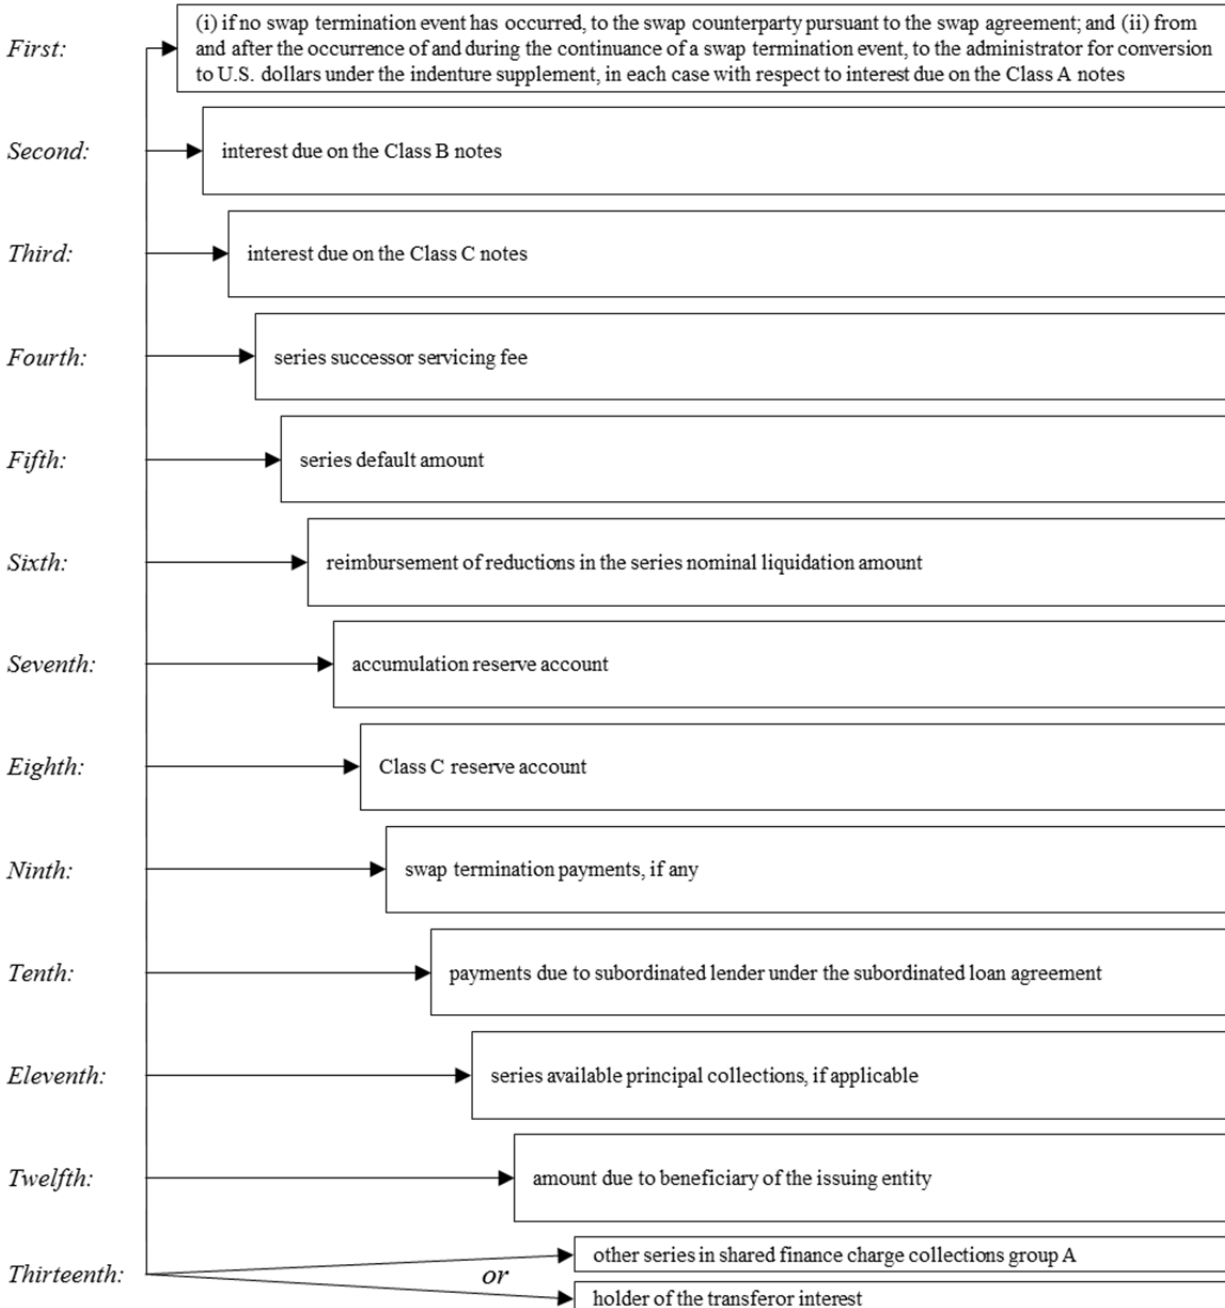 First:
(i) if no swap termination event has occurred, to the swap counterparty pursuant to the swap agreement; and (ii) from
and after the occurrence of and during the continuance of a swap termination event, to the administrator for conversion
to U.S. dollars under the indenture supplement, in each case with respect to interest due on the Class A notes
Second:
interest due on the Class B notes
Third:
interest due on the Class C notes
Fourth:
series successor servicing fee
Fifth:
series default amount
Sixth:
reimbursement of reductions in the series nominal liquidation amount
Seventh:
accumulation reserve account
Eighth:
Class C reserve account
Ninth:
swap termination payments, if any
Tenth:
payments due to subordinated lender under the subordinated loan agreement
Eleventh:
series available principal collections, if applicable
Twelfth:
amount due to beneficiary of the issuing entity
Thirteenth:
other series in shared finance charge collections group A
or
holder of the transferor interest